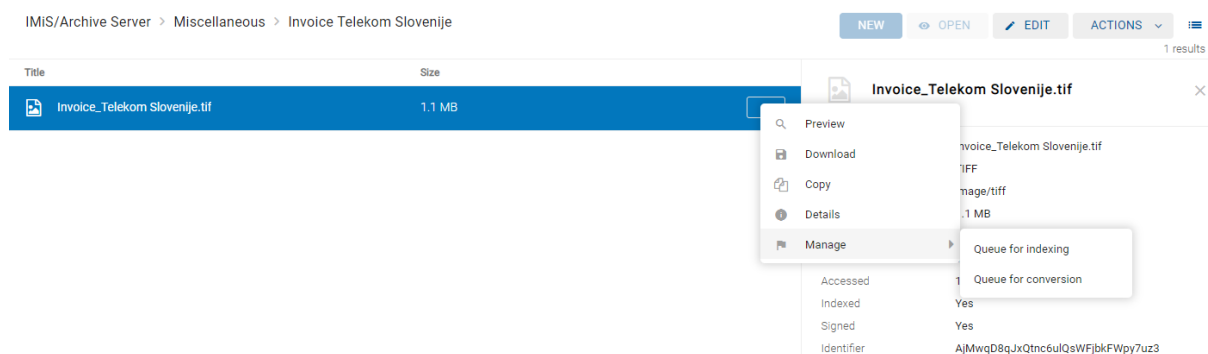 IMiS/Archive Server > Miscellaneous > Invoice Telekom Slovenije
NEW OPEN EDIT ACTIONS
1 results
Title Size
Invoice_Telekom Slovenije.tif 1.1 MB
Invoice_Telekom Slovenije.tif
Preview
Download
Copy
Details
Manage
nvoice_Telekom Slovenije.tif
TIFF
mage/tiff
.1 MB
Queue for indexing
Queue for conversion
Accessed 1
Indexed Yes
Signed Yes
Identifier AjMwqD8qJxQtnc6ulQsWFjbkFWpy7uz3